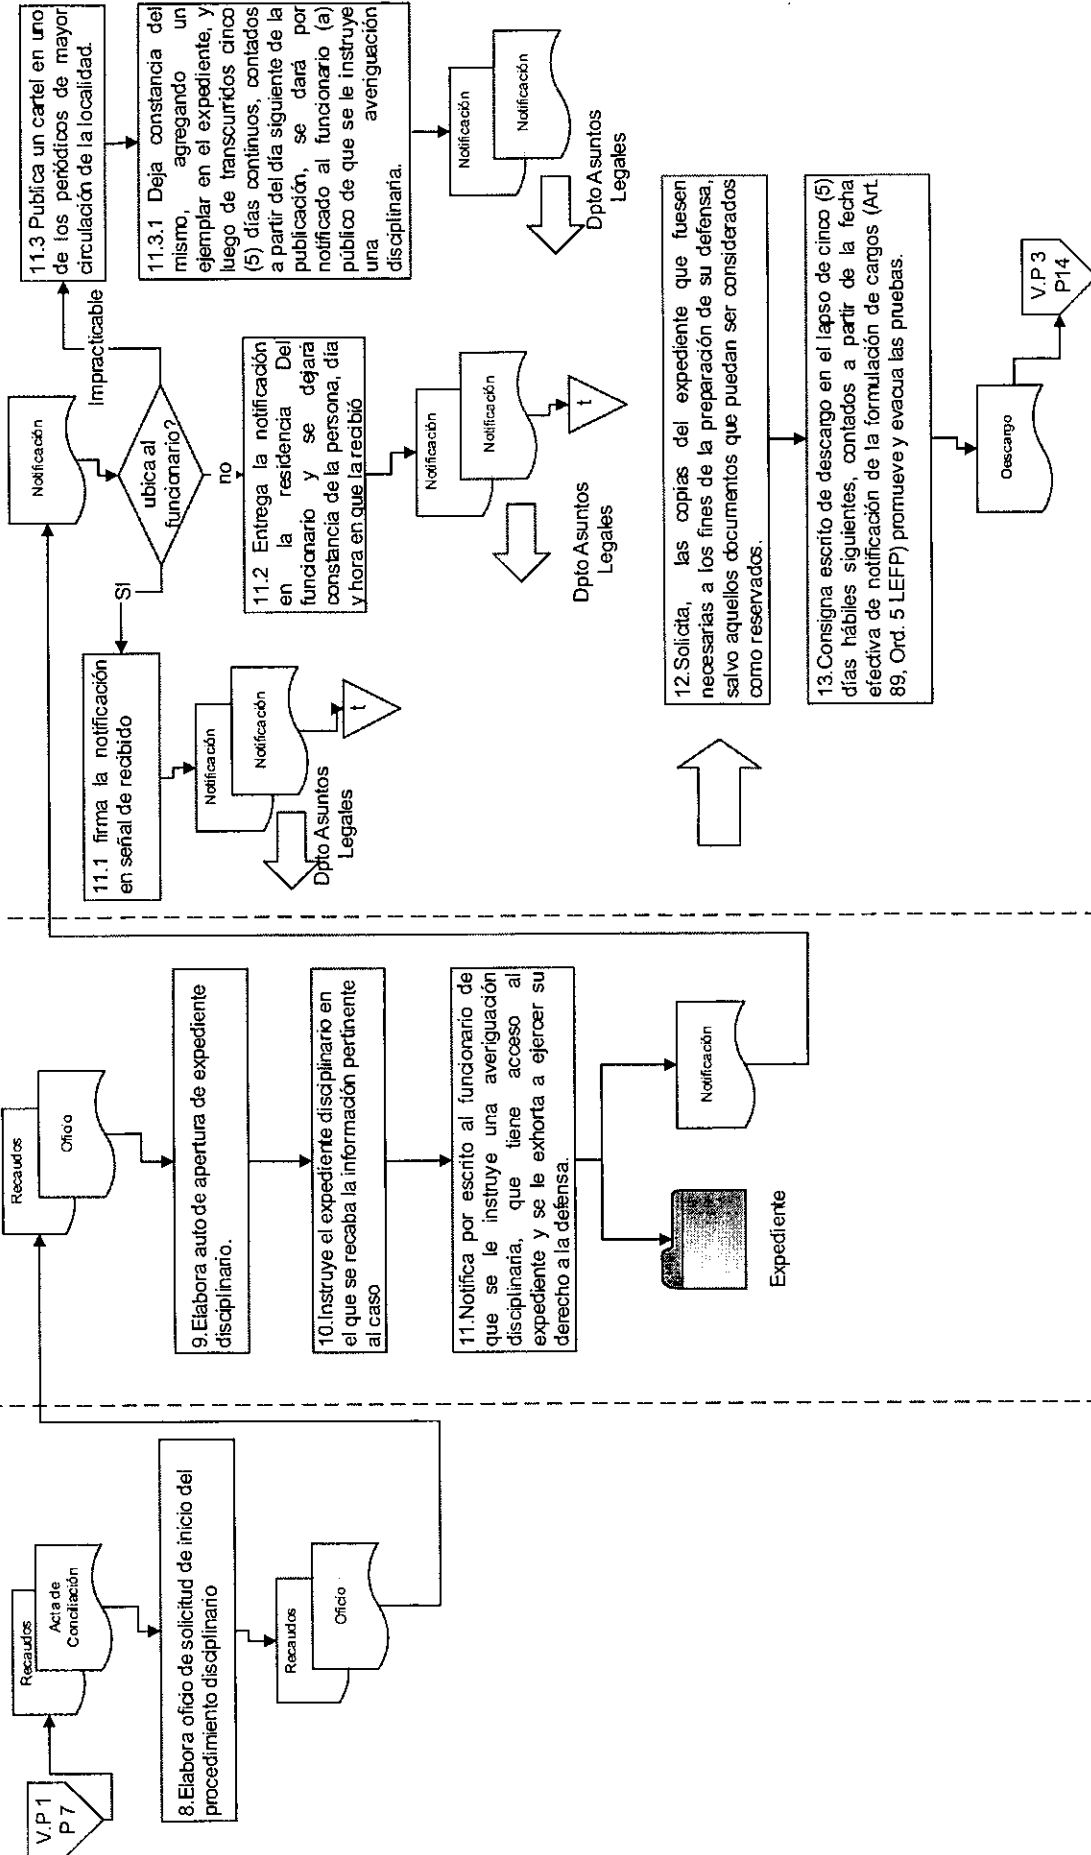 V.P 1
P 7
Recaudos
Acta de
Conciliación
8.Elabora oficio de solicitud de inicio del
procedimiento disciplinario
Recaudos
Oficio
Recaudos
Oficio
9.Elabora auto de apertura de expediente
disciplinario.
10.Instruye el expediente disciplinario en
el que se recaba la información pertinente
al caso
11.Notifica por escrito al funcionario de
que se le instruye una averiguación
disciplinaria, que tiene acceso al
expediente y se le exhorta a ejercer su
derecho a la defensa.
Expediente
Notificación
Notificación
ubica al
funcionario?
SI
no
Impracticable
11.1 firma la notificación
en señal de recibido
Notificación
Notificación
t
Dpto Asuntos
Legales
11.2 Entrega la notificación
en la residencia Del
funcionario y se dejará
constancia de la persona, día
y hora en que la recibió
Notificación
Notificación
t
Dpto Asuntos
Legales
11.3 Publica un cartel en uno
de los periódicos de mayor
circulación de la localidad.
11.3.1 Deja constancia del
mismo, agregando un
ejemplar en el expediente, y
luego de transcurridos cinco
(5) días continuos, contados
a partir del día siguiente de la
publicación, se dará por
notificado al funcionario (a)
público de que se le instruye
una averiguación
disciplinaria.
Notificación
Notificación
Dpto Asuntos
Legales
12.Solicita, las copias del expediente que fuesen
necesarias a los fines de la preparación de su defensa,
salvo aquellos documentos que puedan ser considerados
como reservados.
13.Consigna escrito de descargo en el lapso de cinco (5)
días hábiles siguientes, contados a partir de la fecha
efectiva de notificación de la formulación de cargos (Art.
89, Ord. 5 LEFP) promueve y evacua las pruebas.
Descargo
V.P 3
P14